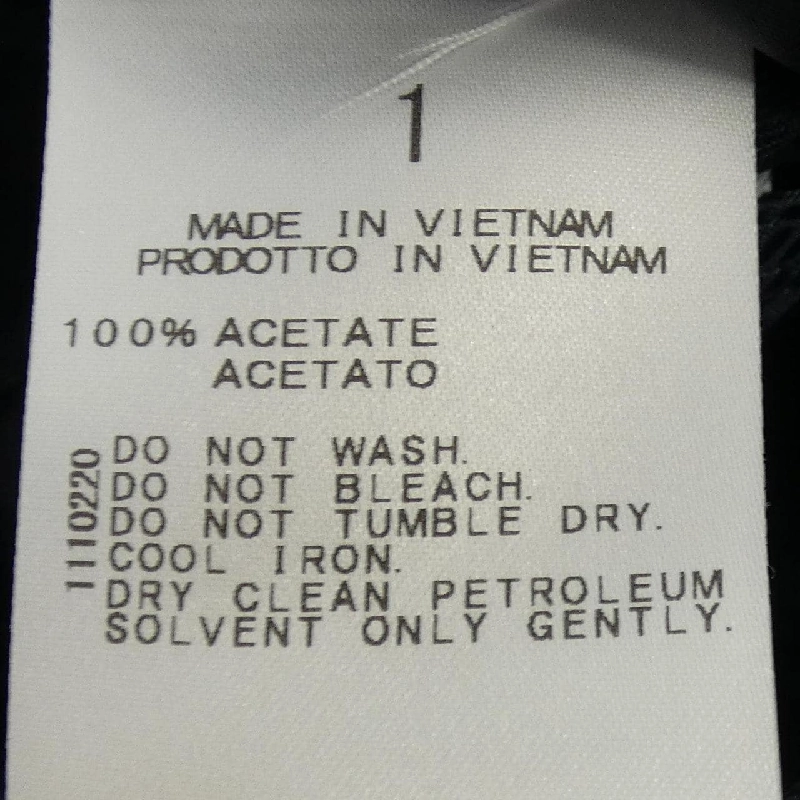 1
MADE IN VIETNAM
PRODOTTO IN VIETNAM
100% ACETATE
ACETATO
DO NOT WASH.
DO NOT BLEACH.
DO NOT TUMBLE DRY.
COOL IRON.
DRY CLEAN PETROLEUM
SOLVENT ONLY GENTLY.
1110220